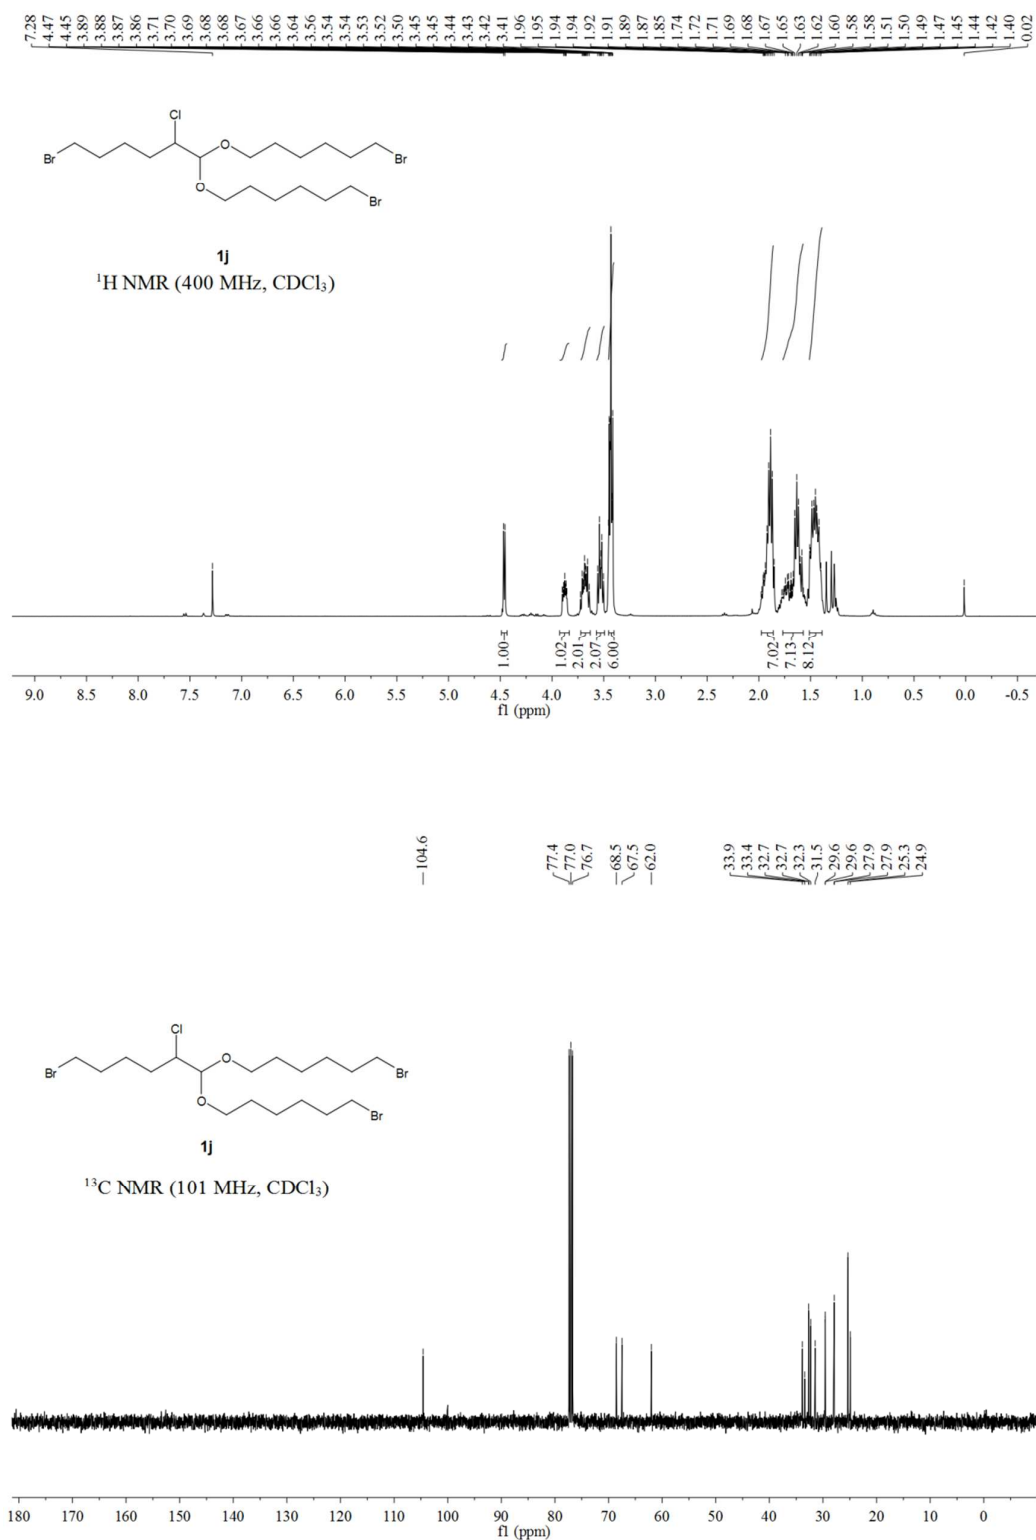 7.28 4.47 4.45 3.89 3.88 3.87 3.86 3.71 3.70 3.69 3.68 3.68 3.67 3.66 3.66 3.64 3.56 3.54 3.54 3.53 3.52 3.50 3.45 3.45 3.44 3.43 3.42 3.41 1.96 1.95 1.94 1.94 1.92 1.91 1.89 1.87 1.85 1.74 1.72 1.71 1.69 1.68 1.67 1.65 1.63 1.62 1.60 1.58 1.58 1.51 1.50 1.49 1.47 1.45 1.44 1.42 1.40 0.02
Cl
Br O Br
O Br
1j
¹H NMR (400 MHz, CDCl₃)
1.00 1.02 2.01 2.07 6.00 7.02 7.13 8.12
9.0 8.5 8.0 7.5 7.0 6.5 6.0 5.5 5.0 4.5 4.0 3.5 3.0 2.5 2.0 1.5 1.0 0.5 0.0 -0.5
f1 (ppm)
104.6 77.4 77.0 76.7 68.5 67.5 62.0 33.9 33.4 32.7 32.7 32.3 31.5 29.6 29.6 27.9 27.9 25.3 24.9
Cl
Br O Br
O Br
1j
¹³C NMR (101 MHz, CDCl₃)
180 170 160 150 140 130 120 110 100 90 80 70 60 50 40 30 20 10 0
f1 (ppm)